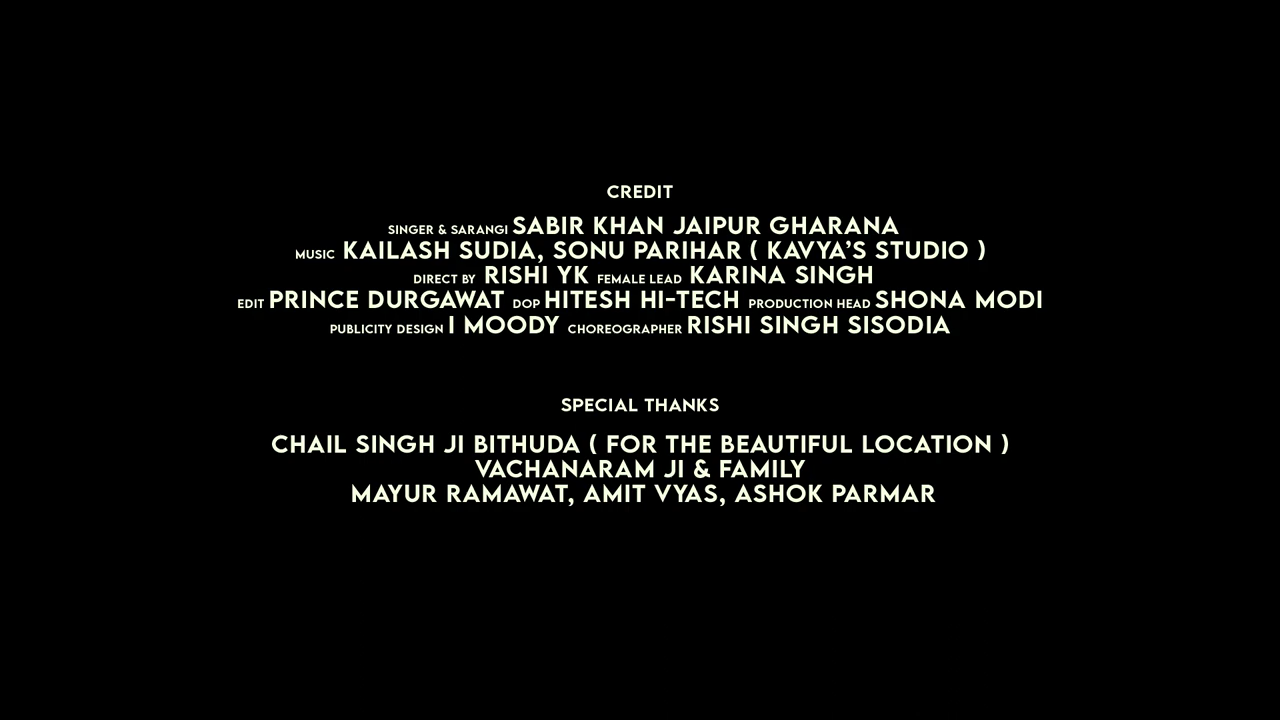 CREDIT
SINGER & SARANGI SABIR KHAN JAIPUR GHARANA
MUSIC KAILASH SUDIA, SONU PARIHAR ( KAVYA'S STUDIO )
DIRECT BY RISHI YK FEMALE LEAD KARINA SINGH
EDIT PRINCE DURGAWAT DOP HITESH HI-TECH PRODUCTION HEAD SHONA MODI
PUBLICITY DESIGN I MOODY CHOREOGRAPHER RISHI SINGH SISODIA
SPECIAL THANKS
CHAIL SINGH JI BITHUDA ( FOR THE BEAUTIFUL LOCATION )
VACHANARAM JI & FAMILY
MAYUR RAMAWAT, AMIT VYAS, ASHOK PARMAR